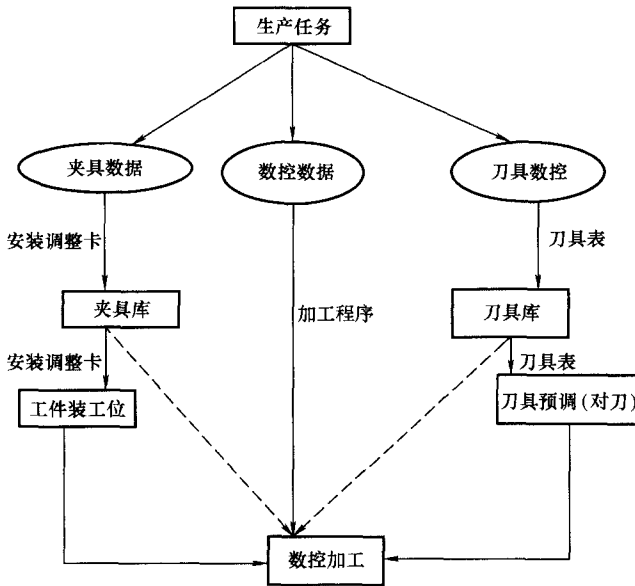 生产任务
夹具数据
数控数据
刀具数控
安装调整卡
刀具表
夹具库
加工程序
刀具库
安装调整卡
刀具表
工件装工位
刀具预调(对刀)
数控加工